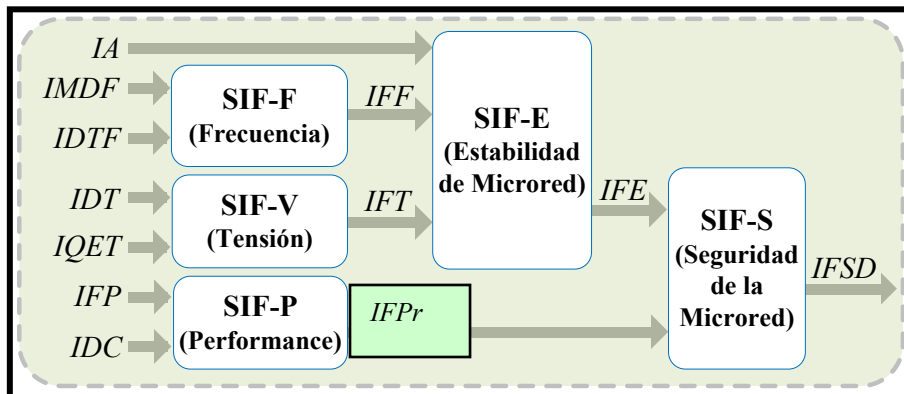 IA
IMDF
IDTF
SIF-F
(Frecuencia)
IFF
IDT
IQET
SIF-V
(Tensión)
IFT
SIF-E
(Estabilidad
de Microred)
IFE
IFP
IDC
SIF-P
(Performance)
IFPr
SIF-S
(Seguridad
de la
Microred)
IFSD